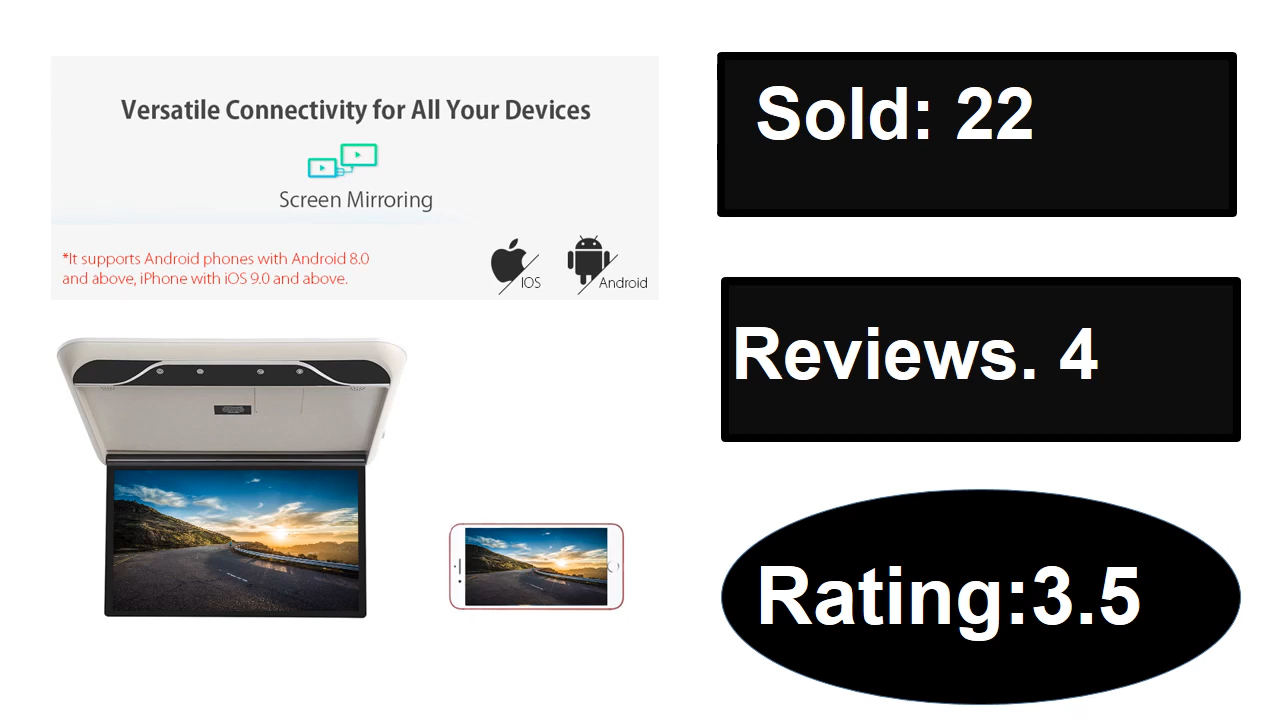 Versatile Connectivity for All Your Devices
Screen Mirroring
*It supports Android phones with Android 8.0
and above, iPhone with iOS 9.0 and above.
IOS
Android
Sold: 22
Reviews. 4
Rating:3.5